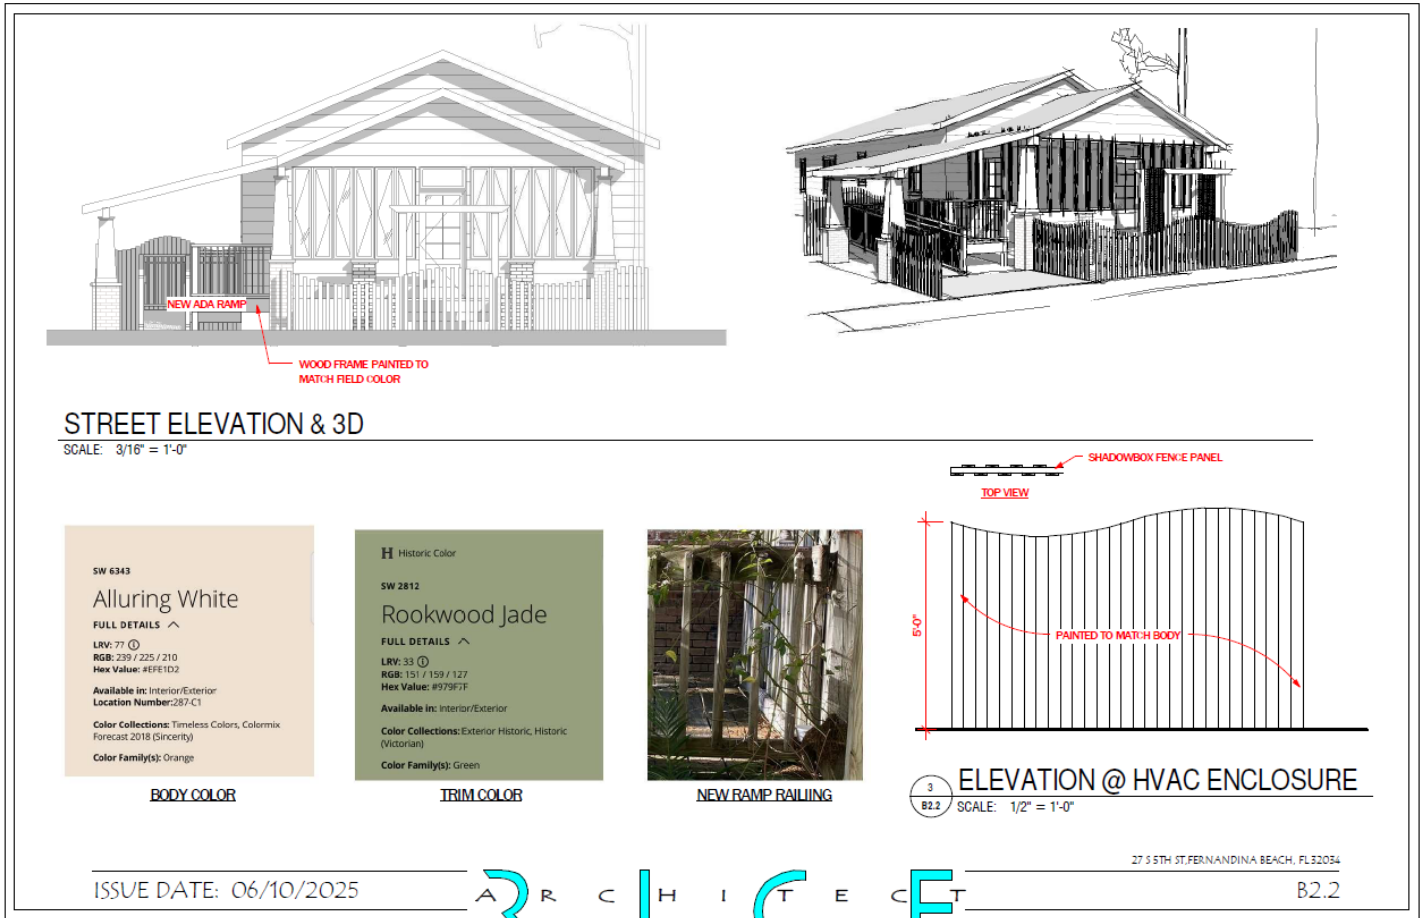 NEW ADA RAMP
WOOD FRAME PAINTED TO
MATCH FIELD COLOR
STREET ELEVATION & 3D
SCALE: 3/16" = 1'-0"
SHADOWBOX FENCE PANEL
TOP VIEW
SW 6343
Alluring White
FULL DETAILS
LRV: 77
RGB: 239 / 225 / 210
Hex Value: #EFE1D2
Available in: Interior/Exterior
Location Number:287-C1
Color Collections: Timeless Colors, Colormix
Forecast 2018 (Sincerity)
Color Family(s): Orange
BODY COLOR
H Historic Color
SW 2812
Rookwood Jade
FULL DETAILS
LRV: 33
RGB: 151 / 159 / 127
Hex Value: #979F7F
Available in: Interior/Exterior
Color Collections: Exterior Historic, Historic
(Victorian)
Color Family(s): Green
TRIM COLOR
NEW RAMP RAILIING
5'-0"
PAINTED TO MATCH BODY
3
B2.2
ELEVATION @ HVAC ENCLOSURE
SCALE: 1/2" = 1'-0"
27 S 5TH ST,FERNANDINA BEACH, FL 32034
ISSUE DATE: 06/10/2025
ARCHITECT
B2.2